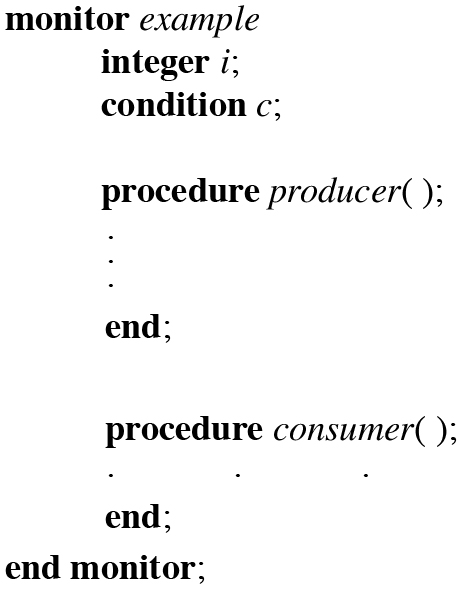 monitor example
integer i;
condition c;
procedure producer( );
.
.
.
end;
procedure consumer( );
. . .
end;
end monitor;